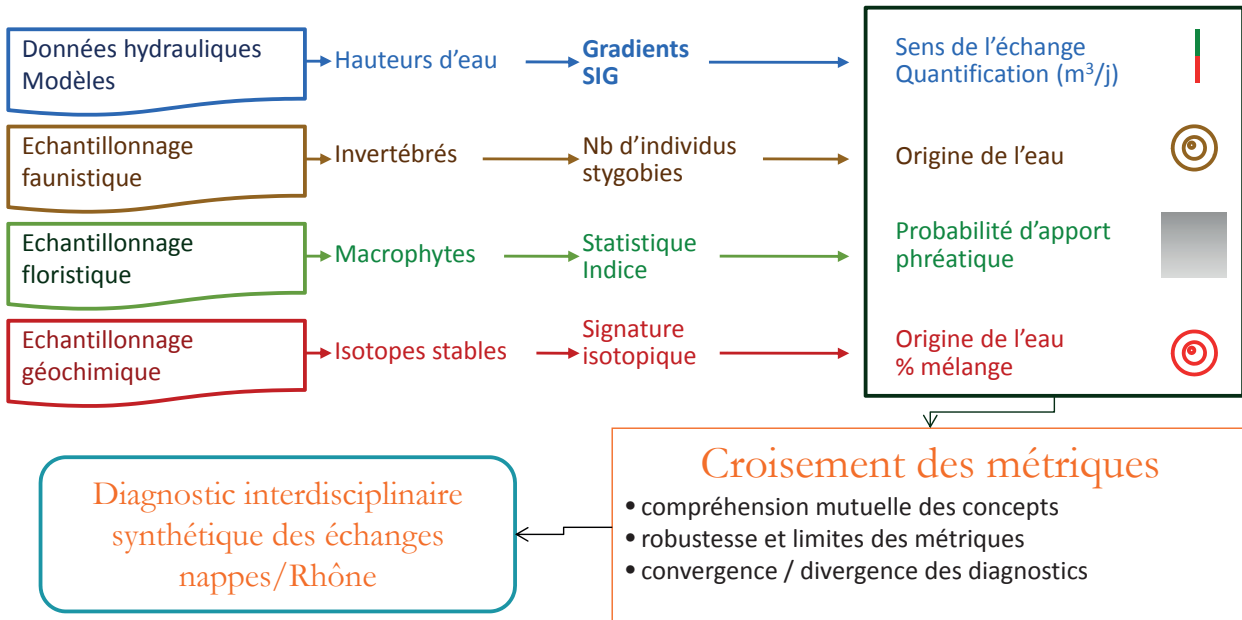 Données hydrauliques
Modèles
Hauteurs d'eau
Gradients
SIG
Sens de l'échange
Quantification (m³/j)
Echantillonnage
faunistique
Invertébrés
Nb d'individus
stygobies
Origine de l'eau
Echantillonnage
floristique
Macrophytes
Statistique
Indice
Probabilité d'apport
phréatique
Echantillonnage
géochimique
Isotopes stables
Signature
isotopique
Origine de l'eau
% mélange
Croisement des métriques
• compréhension mutuelle des concepts
• robustesse et limites des métriques
• convergence / divergence des diagnostics
Diagnostic interdisciplinaire
synthétique des échanges
nappes/Rhône